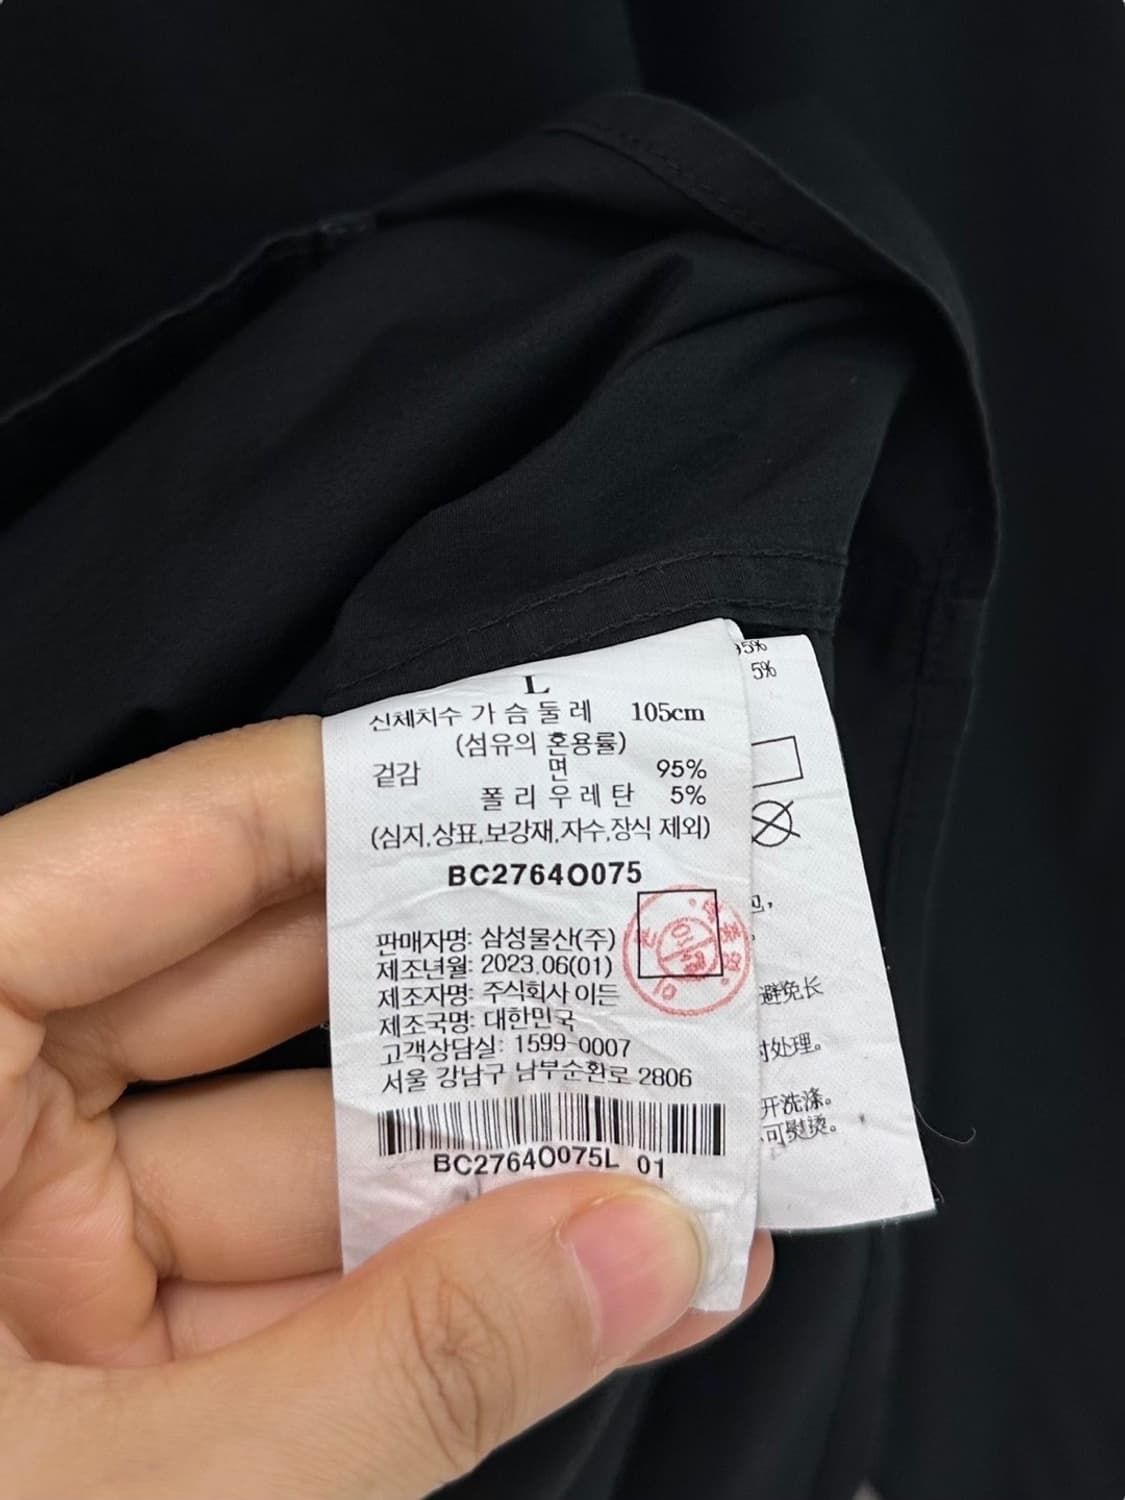 L
신체치수 가슴둘레 105cm
(섬유의 혼용률)
겉감 면 95%
폴리우레탄 5%
(심지,상표,보강재,자수,장식 제외)
BC2764O075
판매자명: 삼성물산(주)
제조년월: 2023.06(01)
제조자명: 주식회사 이든
제조국명: 대한민국
고객상담실: 1599-0007
서울 강남구 남부순환로 2806
BC2764O075L 01
95%
5%
避免长
时处理。
开洗涤。
可熨烫。